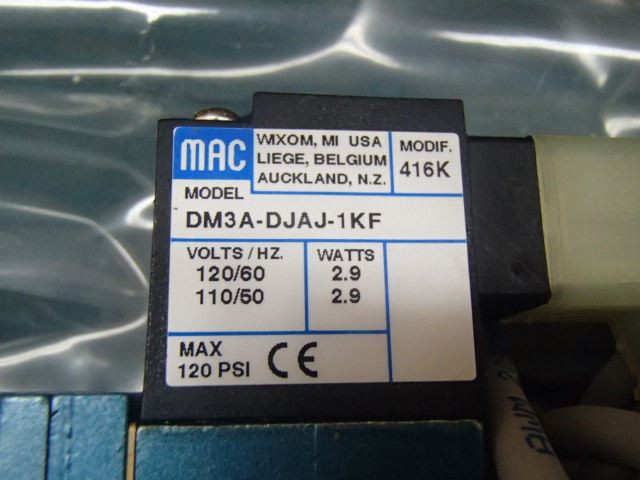 MAC
WIXOM, MI USA
LIEGE, BELGIUM
AUCKLAND, N.Z.
MODIF.
416K
MODEL
DM3A-DJAJ-1KF
VOLTS / HZ.
120/60
110/50
WATTS
2.9
2.9
MAX
120 PSI CE
AWM